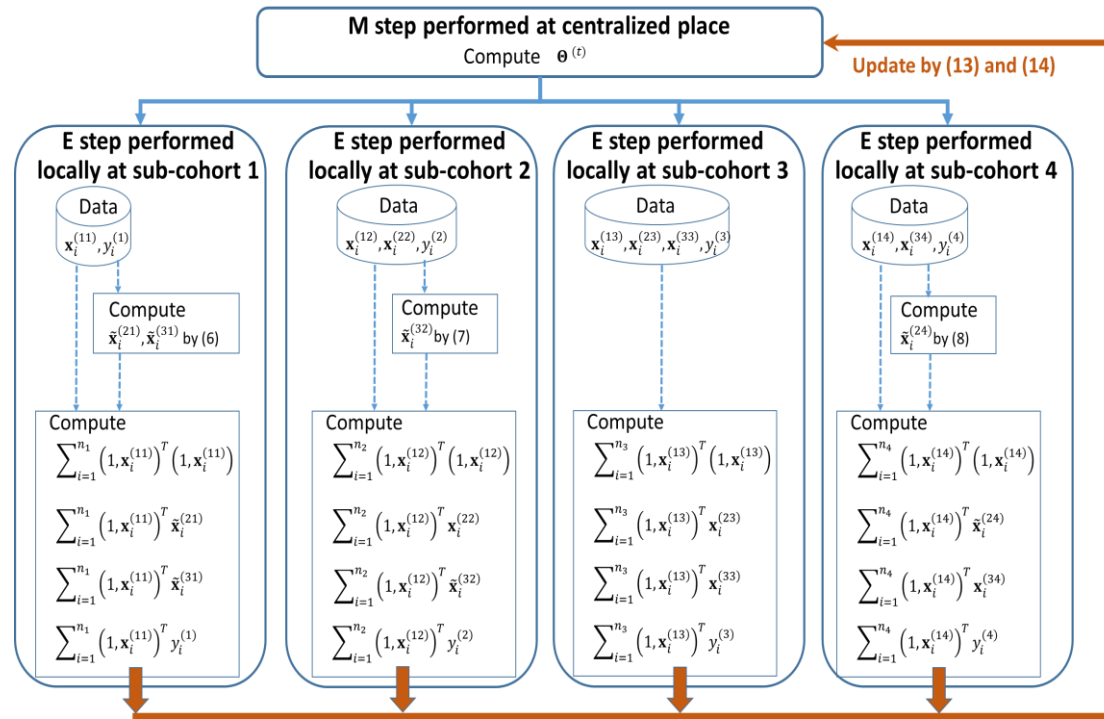 M step performed at centralized place
Compute 𝚯^(t)
Update by (13) and (14)
E step performed
locally at sub-cohort 1
Data
𝐱_i^(11), y_i^(1)
Compute
𝐱̃_i^(21), 𝐱̃_i^(31) by (6)
Compute
∑_{i=1}^{n_1} (1, 𝐱_i^(11))^T (1, 𝐱_i^(11))
∑_{i=1}^{n_1} (1, 𝐱_i^(11))^T 𝐱̃_i^(21)
∑_{i=1}^{n_1} (1, 𝐱_i^(11))^T 𝐱̃_i^(31)
∑_{i=1}^{n_1} (1, 𝐱_i^(11))^T y_i^(1)
E step performed
locally at sub-cohort 2
Data
𝐱_i^(12), 𝐱_i^(22), y_i^(2)
Compute
𝐱̃_i^(32) by (7)
Compute
∑_{i=1}^{n_2} (1, 𝐱_i^(12))^T (1, 𝐱_i^(12))
∑_{i=1}^{n_2} (1, 𝐱_i^(12))^T 𝐱_i^(22)
∑_{i=1}^{n_2} (1, 𝐱_i^(12))^T 𝐱̃_i^(32)
∑_{i=1}^{n_2} (1, 𝐱_i^(12))^T y_i^(2)
E step performed
locally at sub-cohort 3
Data
𝐱_i^(13), 𝐱_i^(23), 𝐱_i^(33), y_i^(3)
Compute
∑_{i=1}^{n_3} (1, 𝐱_i^(13))^T (1, 𝐱_i^(13))
∑_{i=1}^{n_3} (1, 𝐱_i^(13))^T 𝐱_i^(23)
∑_{i=1}^{n_3} (1, 𝐱_i^(13))^T 𝐱_i^(33)
∑_{i=1}^{n_3} (1, 𝐱_i^(13))^T y_i^(3)
E step performed
locally at sub-cohort 4
Data
𝐱_i^(14), 𝐱_i^(34), y_i^(4)
Compute
𝐱̃_i^(24) by (8)
Compute
∑_{i=1}^{n_4} (1, 𝐱_i^(14))^T (1, 𝐱_i^(14))
∑_{i=1}^{n_4} (1, 𝐱_i^(14))^T 𝐱̃_i^(24)
∑_{i=1}^{n_4} (1, 𝐱_i^(14))^T 𝐱_i^(34)
∑_{i=1}^{n_4} (1, 𝐱_i^(14))^T y_i^(4)